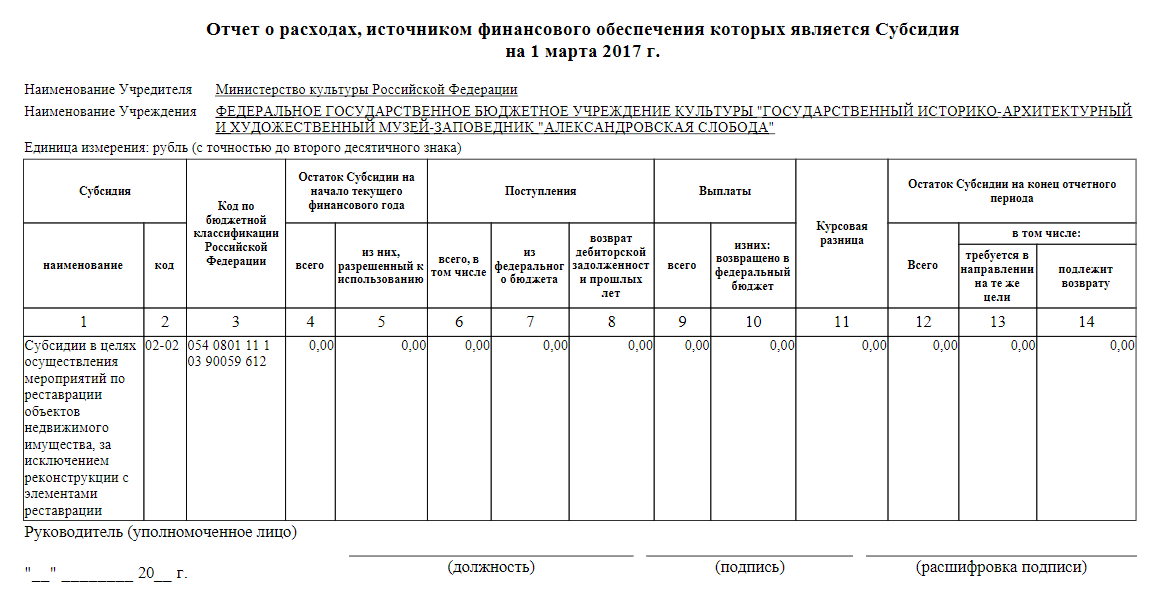 Отчет о расходах, источником финансового обеспечения которых является Субсидия
на 1 марта 2017 г.
Наименование Учредителя Министерство культуры Российской Федерации
Наименование Учреждения ФЕДЕРАЛЬНОЕ ГОСУДАРСТВЕННОЕ БЮДЖЕТНОЕ УЧРЕЖДЕНИЕ КУЛЬТУРЫ "ГОСУДАРСТВЕННЫЙ ИСТОРИКО-АРХИТЕКТУРНЫЙ
И ХУДОЖЕСТВЕННЫЙ МУЗЕЙ-ЗАПОВЕДНИК "АЛЕКСАНДРОВСКАЯ СЛОБОДА"
Единица измерения: рубль (с точностью до второго десятичного знака)
Субсидия
Код по
бюджетной
классификации
Российской
Федерации
Остаток Субсидии на
начало текущего
финансового года
Поступления
Выплаты
Курсовая
разница
Остаток Субсидии на конец отчетного
периода
наименование
код
всего
из них,
разрешенный к
использованию
всего, в
том числе
из
федеральног
о бюджета
возврат
дебиторской
задолженност
и прошлых
лет
всего
изних:
возвращено в
федеральный
бюджет
Всего
в том числе:
требуется в
направлении
на те же
цели
подлежит
возврату
1 2 3 4 5 6 7 8 9 10 11 12 13 14
Субсидии в целях
осуществления
мероприятий по
реставрации
объектов
недвижимого
имущества, за
исключением
реконструкции с
элементами
реставрации
02-02
054 0801 11 1
03 90059 612
0,00 0,00 0,00 0,00 0,00 0,00 0,00 0,00 0,00 0,00 0,00
Руководитель (уполномоченное лицо)
(должность) (подпись) (расшифровка подписи)
"__" ________ 20__ г.